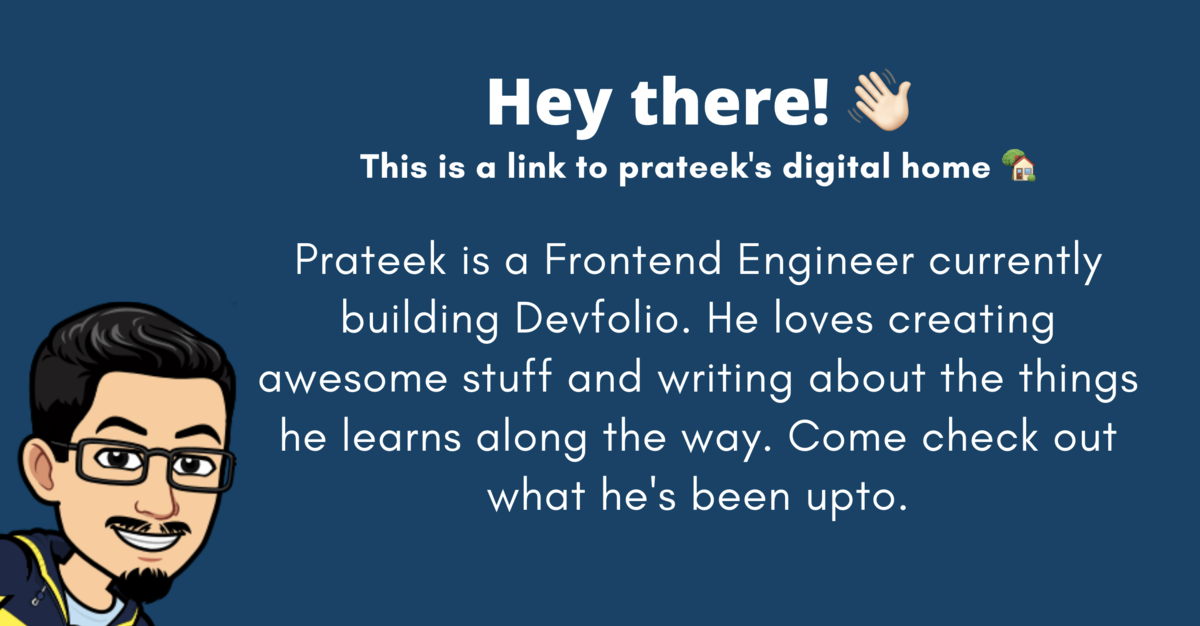 Hey there! 👋🏻
This is a link to prateek's digital home 🏡
Prateek is a Frontend Engineer currently
building Devfolio. He loves creating
awesome stuff and writing about the things
he learns along the way. Come check out
what he's been upto.